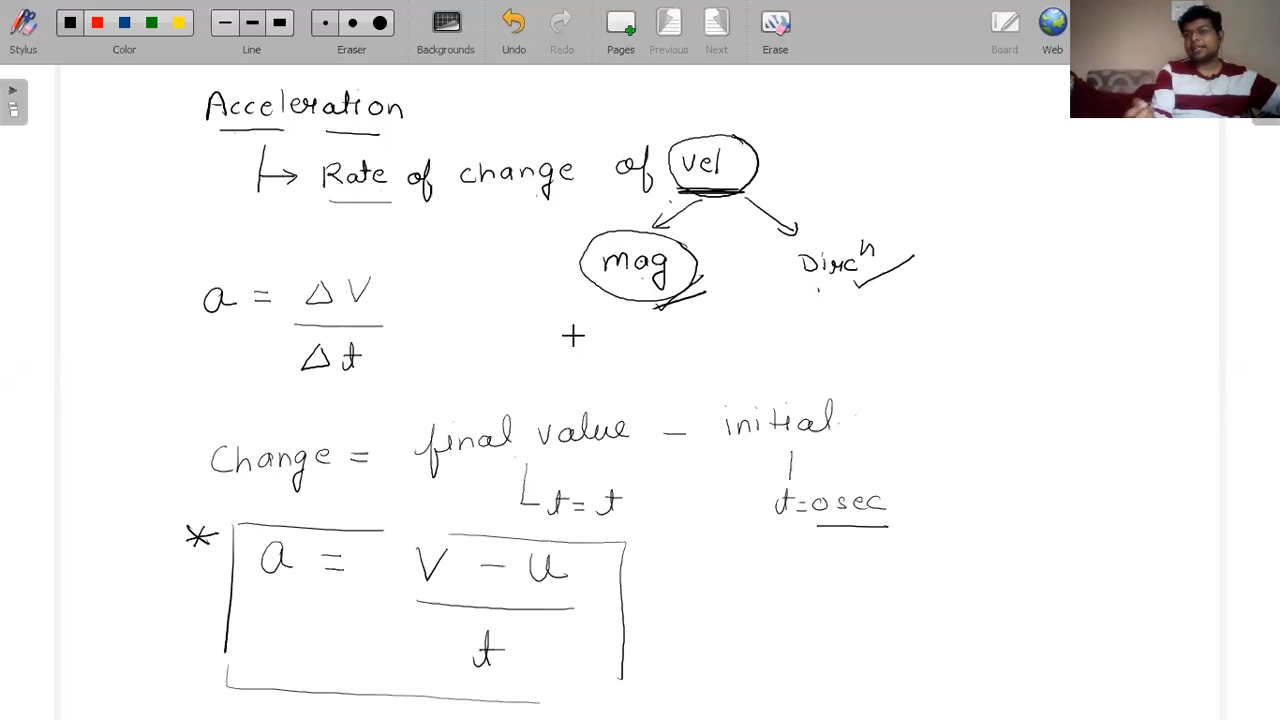 Stylus Color Line Eraser Backgrounds Undo Redo Pages Previous Next Erase Board Web
Acceleration
Rate of change of vel
mag Dirc^n
a = ΔV
Δt
Change = final value – initial
t = t t = 0 sec
* a = V – u
t